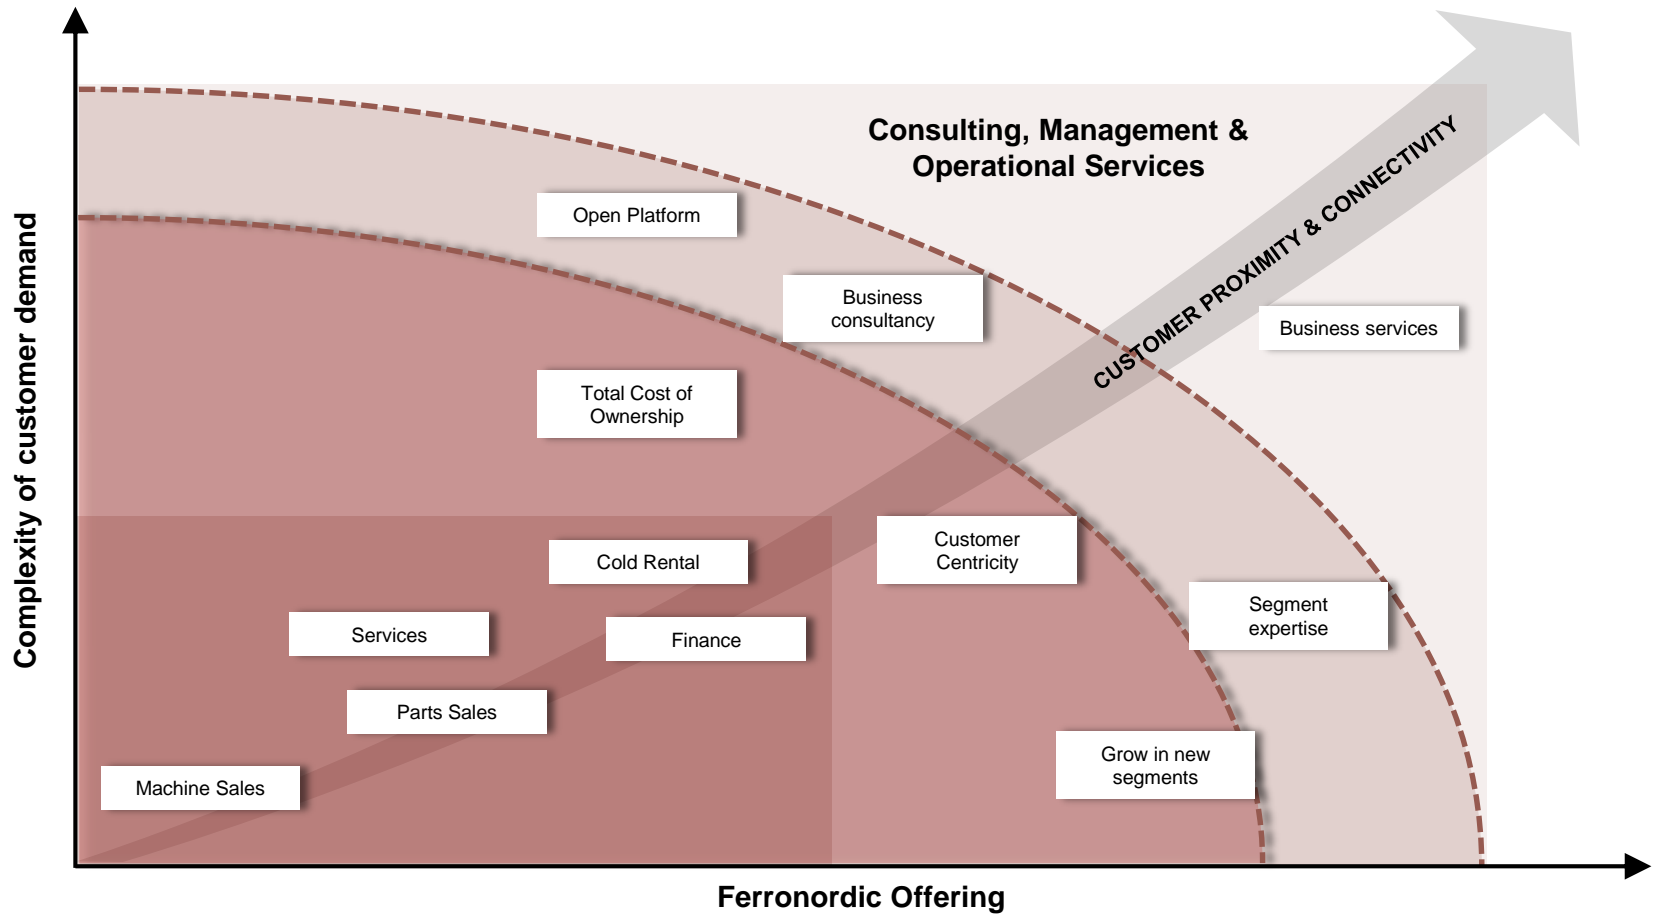 Consulting, Management &
Operational Services
CUSTOMER PROXIMITY & CONNECTIVITY
Open Platform
Business
consultancy
Business services
Total Cost of
Ownership
Customer
Centricity
Cold Rental
Segment
expertise
Services
Finance
Parts Sales
Grow in new
segments
Machine Sales
Complexity of customer demand
Ferronordic Offering